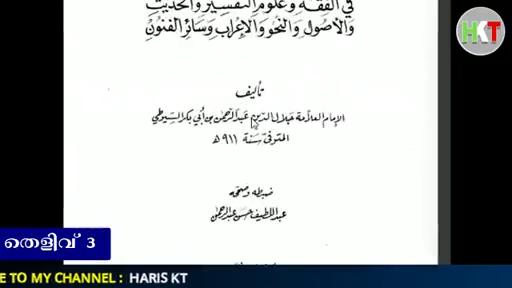 في الفقه وعلوم التفسير والحديث
والأصول والنحو والإعراب وسائر الفنون
HKT
تأليف
الإمام العلامة جلال الدين عبد الرحمن بن أبي بكر السيوطي
المتوفى سنة ٩١١ هـ
ضبطه وصححه
عبد اللطيف حسن عبد الرحمن
തെളിവ് 3
E TO MY CHANNEL : HARIS KT